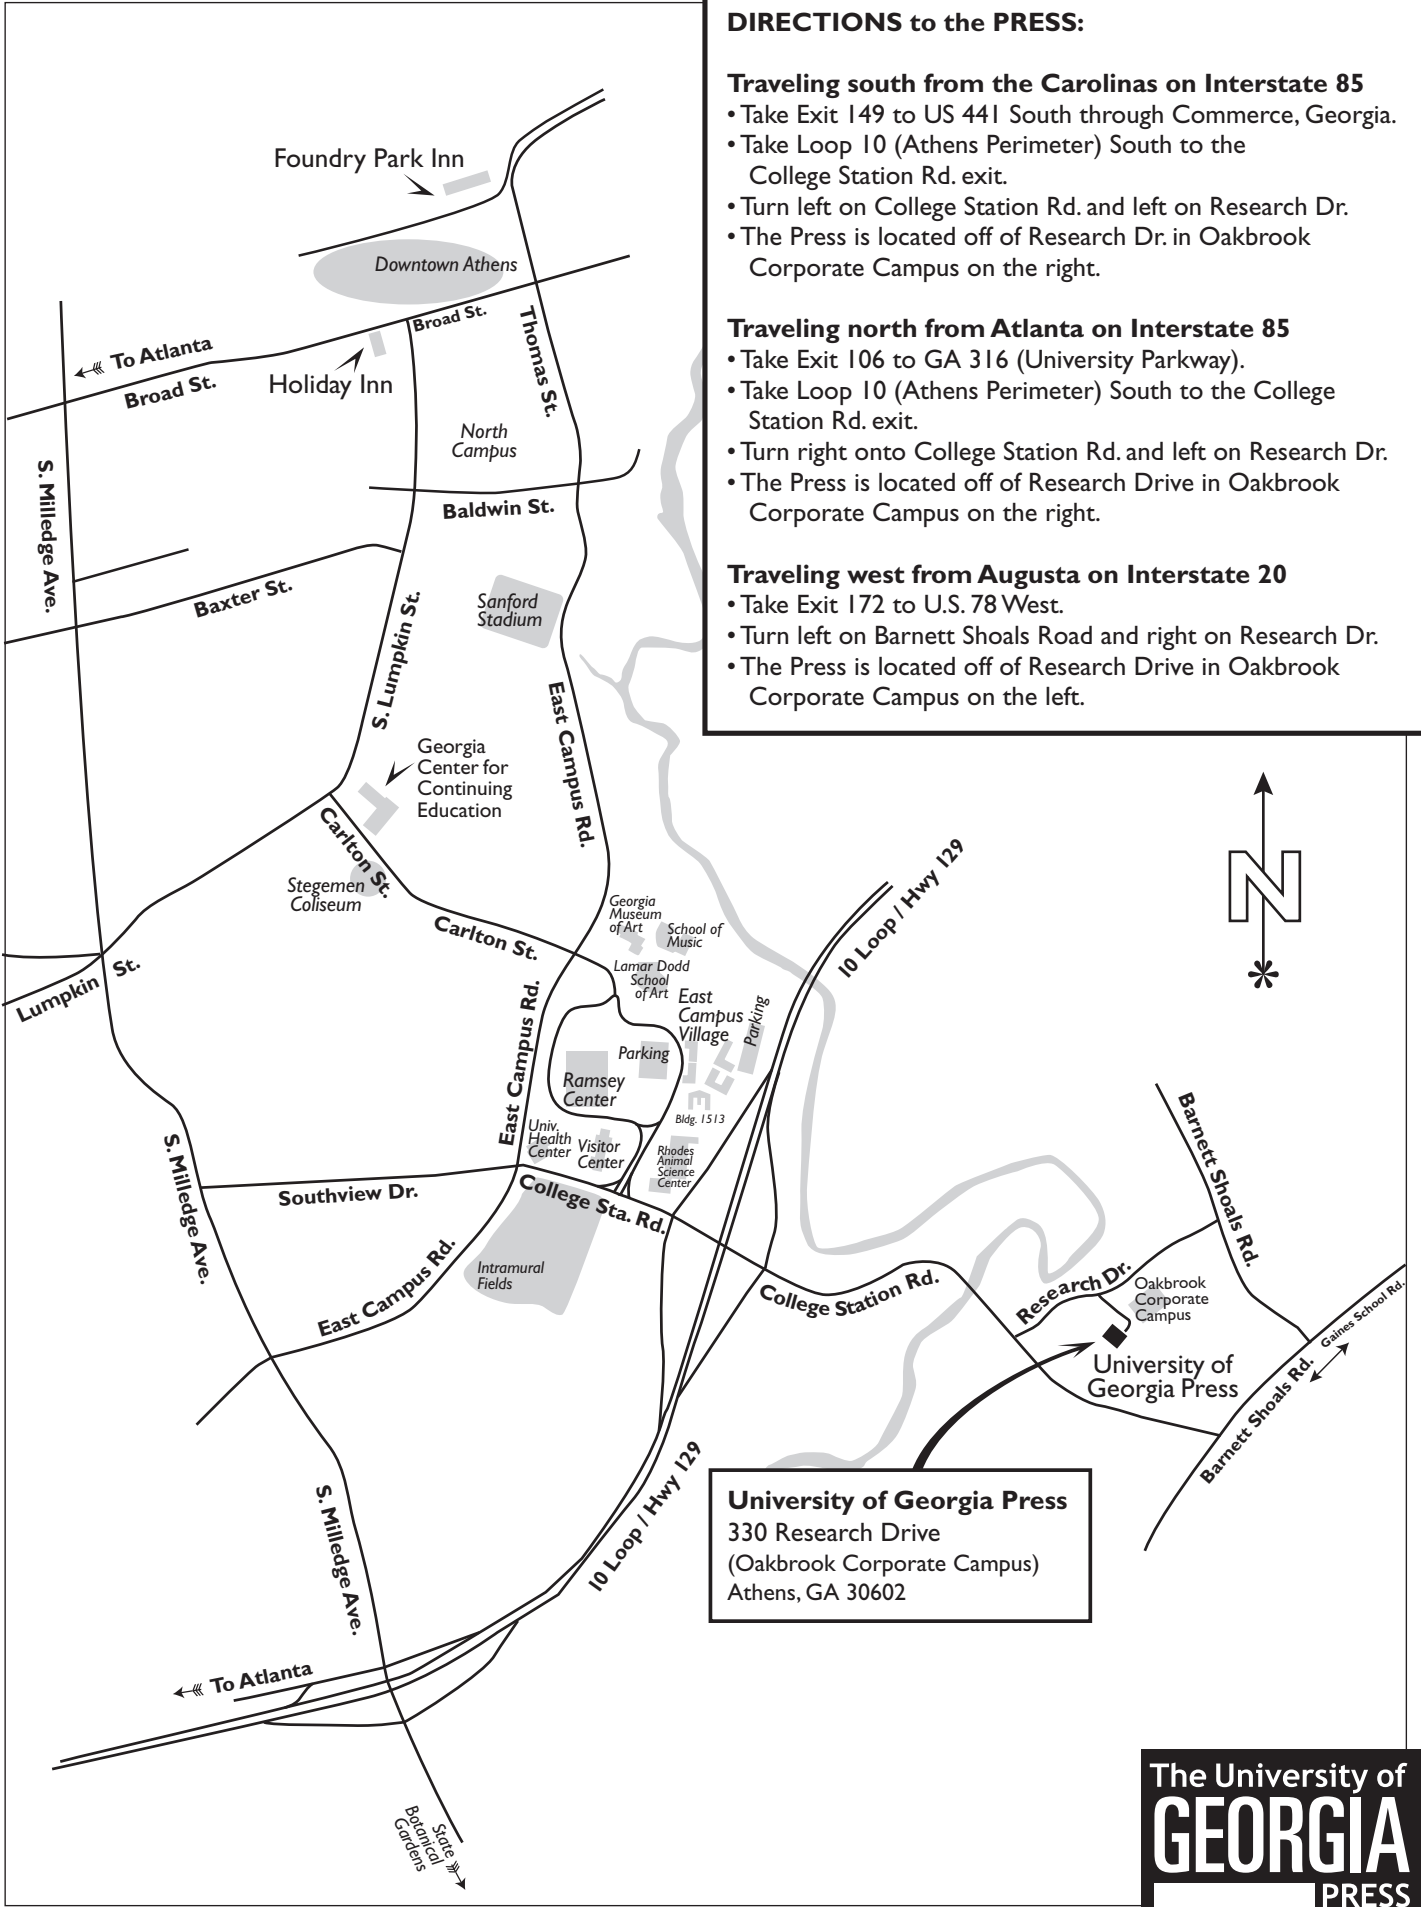 DIRECTIONS to the PRESS:
Traveling south from the Carolinas on Interstate 85
• Take Exit 149 to US 441 South through Commerce, Georgia.
• Take Loop 10 (Athens Perimeter) South to the
College Station Rd. exit.
• Turn left on College Station Rd. and left on Research Dr.
• The Press is located off of Research Dr. in Oakbrook
Corporate Campus on the right.
Traveling north from Atlanta on Interstate 85
• Take Exit 106 to GA 316 (University Parkway).
• Take Loop 10 (Athens Perimeter) South to the College
Station Rd. exit.
• Turn right onto College Station Rd. and left on Research Dr.
• The Press is located off of Research Drive in Oakbrook
Corporate Campus on the right.
Traveling west from Augusta on Interstate 20
• Take Exit 172 to U.S. 78 West.
• Turn left on Barnett Shoals Road and right on Research Dr.
• The Press is located off of Research Drive in Oakbrook
Corporate Campus on the left.
Foundry Park Inn
Downtown Athens
Broad St.
Thomas St.
To Atlanta
Broad St.
Holiday Inn
North
Campus
S. Milledge Ave.
Baldwin St.
Baxter St.
Sanford
Stadium
S. Lumpkin St.
East Campus Rd.
Georgia
Center for
Continuing
Education
Carlton St.
Stegemen
Coliseum
Carlton St.
Georgia
Museum
of Art
School of
Music
Lamar Dodd
School
of Art
East
Campus
Village
Parking
10 Loop / Hwy 129
N
Lumpkin St.
East Campus Rd.
Parking
Ramsey
Center
Bldg. 1513
Univ.
Health
Center
Visitor
Center
Rhodes
Animal
Science
Center
S. Milledge Ave.
Southview Dr.
College Sta. Rd.
East Campus Rd.
Intramural
Fields
College Station Rd.
Barnett Shoals Rd.
Research Dr.
Oakbrook
Corporate
Campus
Gaines School Rd.
University of
Georgia Press
Barnett Shoals Rd.
10 Loop / Hwy 129
University of Georgia Press
330 Research Drive
(Oakbrook Corporate Campus)
Athens, GA 30602
S. Milledge Ave.
To Atlanta
State
Botanical
Gardens
The University of
GEORGIA
PRESS